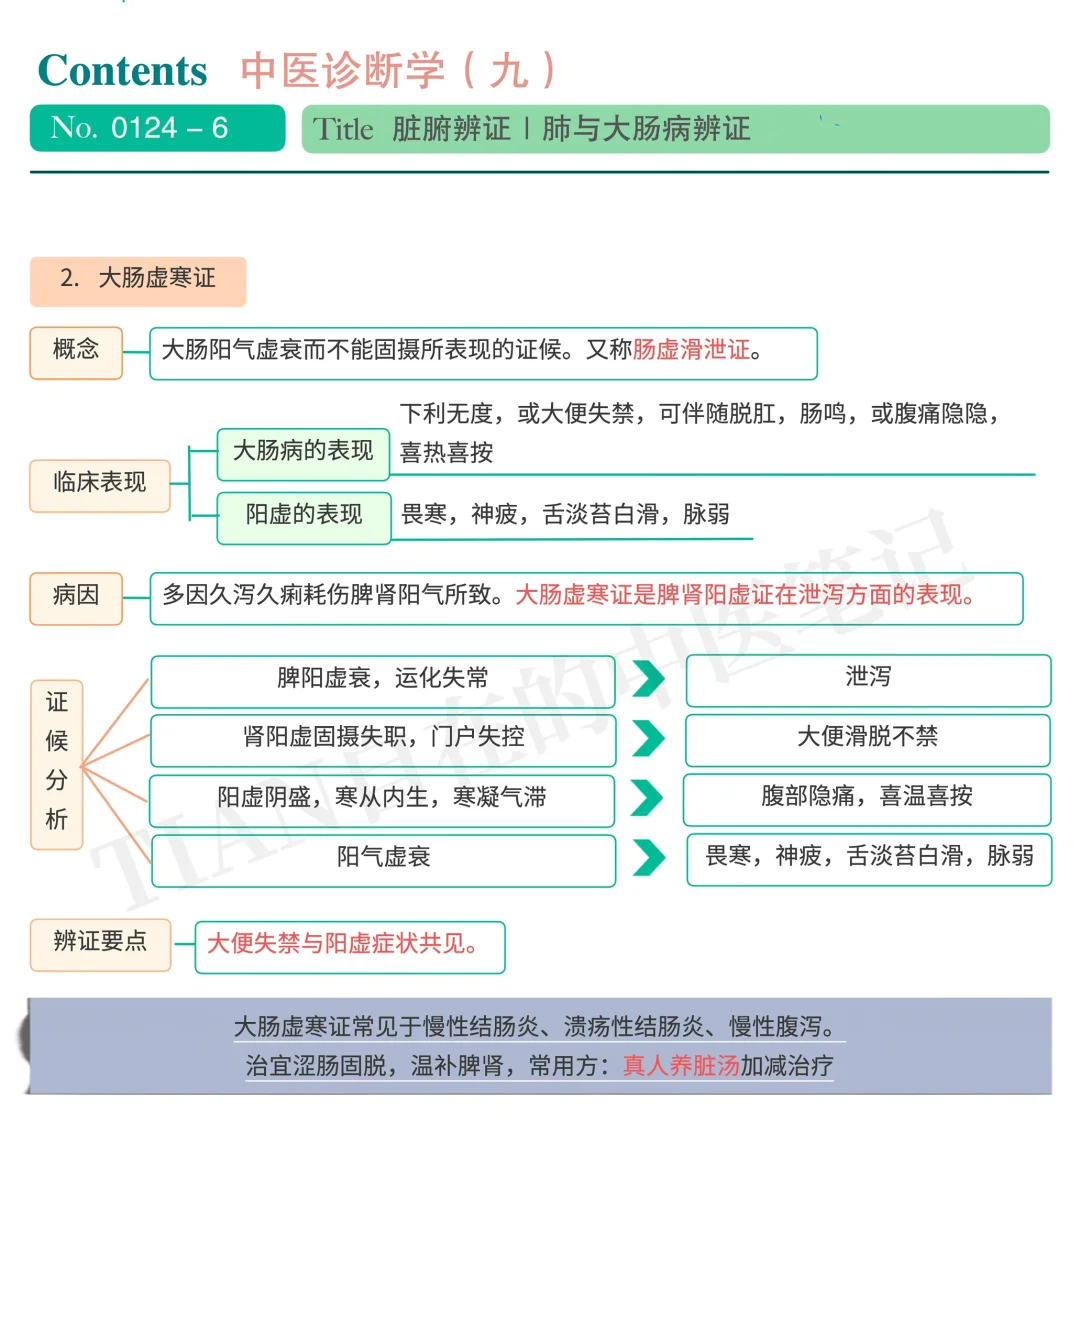 Contents 中医诊断学（九）
No. 0124 – 6
Title 脏腑辨证 | 肺与大肠病辨证
2. 大肠虚寒证
概念
大肠阳气虚衰而不能固摄所表现的证候。又称肠虚滑泄证。
临床表现
大肠病的表现
下利无度，或大便失禁，可伴随脱肛，肠鸣，或腹痛隐隐，
喜热喜按
阳虚的表现
畏寒，神疲，舌淡苔白滑，脉弱
病因
多因久泻久痢耗伤脾肾阳气所致。大肠虚寒证是脾肾阳虚证在泄泻方面的表现。
证候分析
脾阳虚衰，运化失常
泄泻
肾阳虚固摄失职，门户失控
大便滑脱不禁
阳虚阴盛，寒从内生，寒凝气滞
腹部隐痛，喜温喜按
阳气虚衰
畏寒，神疲，舌淡苔白滑，脉弱
辨证要点
大便失禁与阳虚症状共见。
大肠虚寒证常见于慢性结肠炎、溃疡性结肠炎、慢性腹泻。
治宜涩肠固脱，温补脾肾，常用方：真人养脏汤加减治疗
TIAN自在的中医笔记